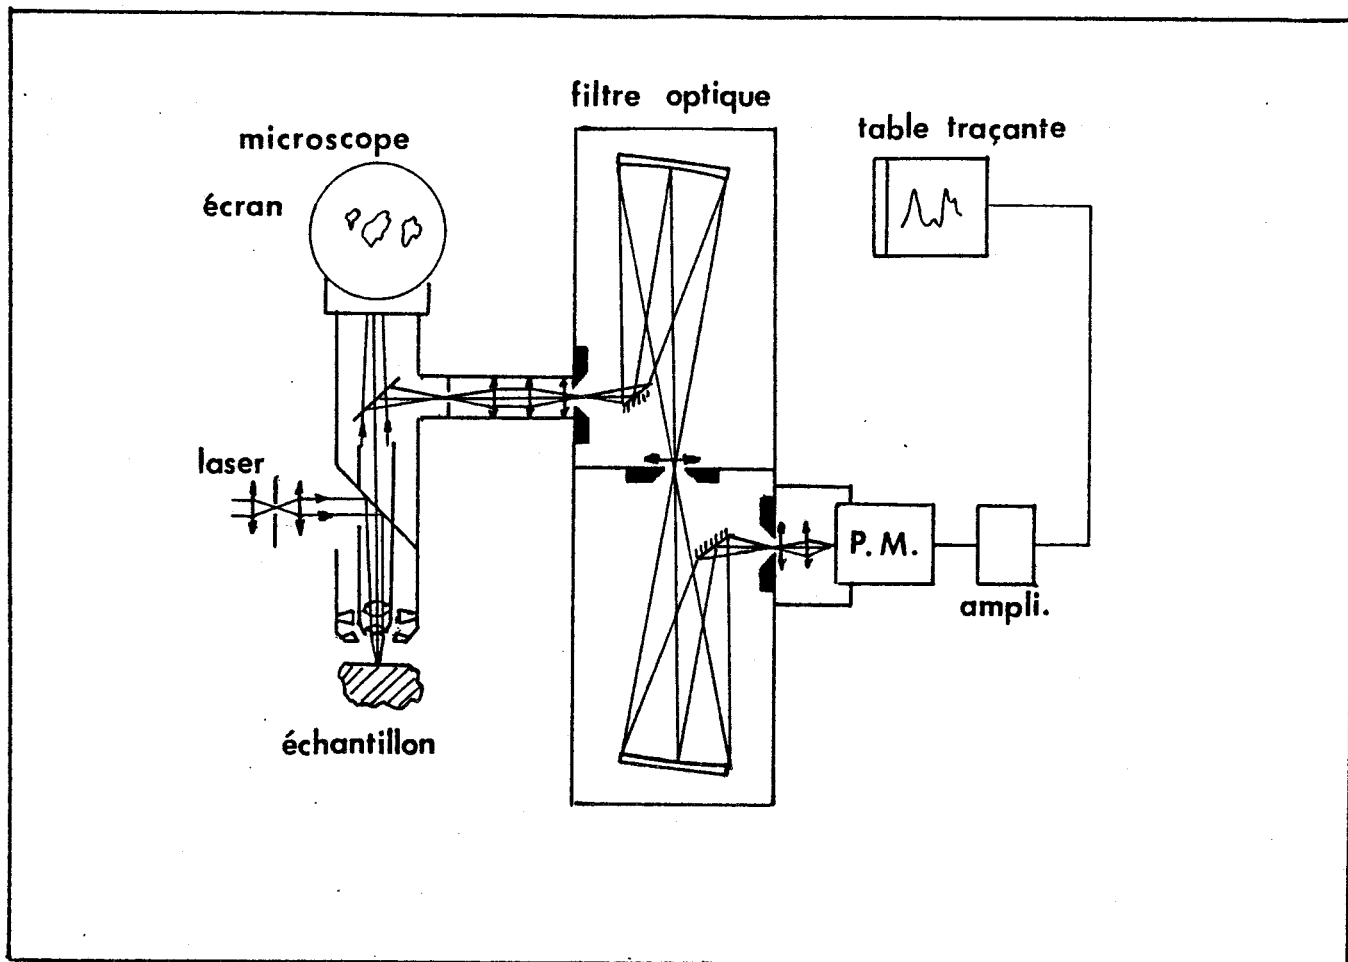 filtre optique
microscope
table traçante
écran
laser
P. M.
ampli.
échantillon